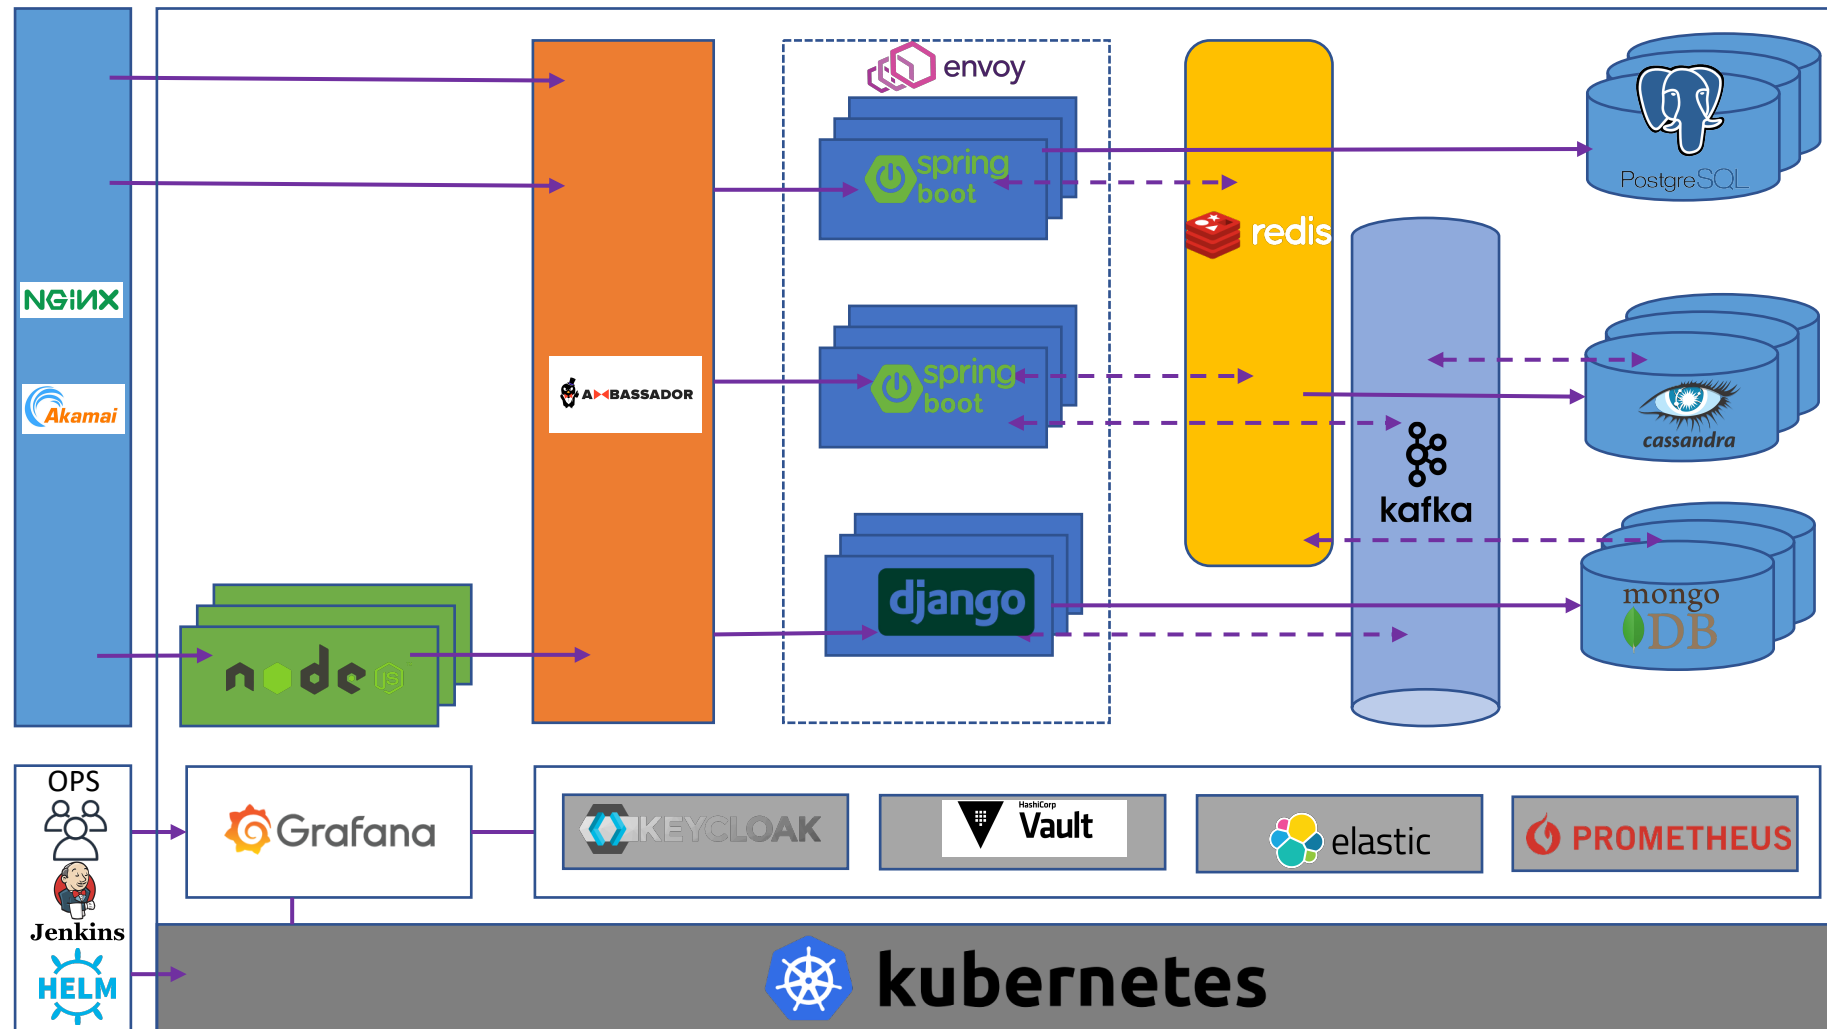 NGiNX
Akamai
node
JS
AMBASSADOR
envoy
spring
boot
spring
boot
django
redis
kafka
PostgreSQL
cassandra
mongo
DB
OPS
Jenkins
HELM
Grafana
KEYCLOAK
HashiCorp
Vault
elastic
PROMETHEUS
kubernetes